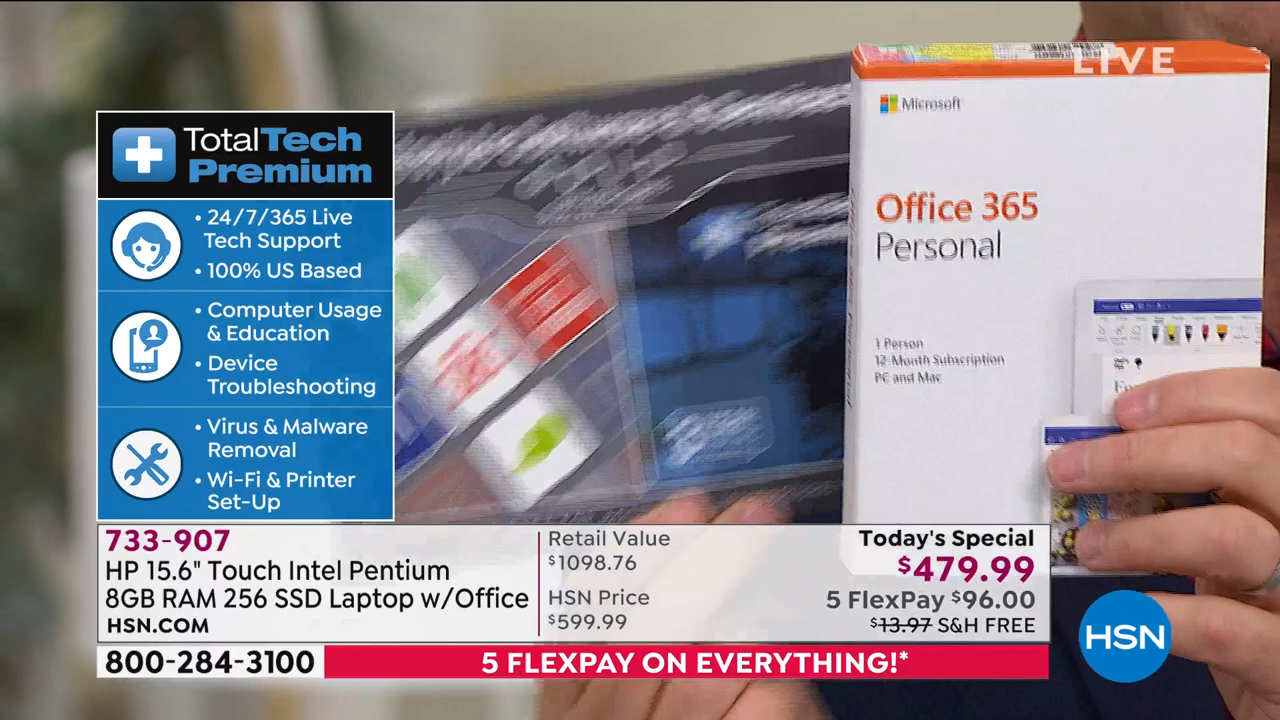 LIVE
Microsoft
Office 365
Personal
1 Person
12-Month Subscription
PC and Mac
TotalTech
Premium
• 24/7/365 Live
Tech Support
• 100% US Based
• Computer Usage
& Education
• Device
Troubleshooting
• Virus & Malware
Removal
• Wi-Fi & Printer
Set-Up
733-907
HP 15.6" Touch Intel Pentium
8GB RAM 256 SSD Laptop w/Office
HSN.COM
Retail Value
$1098.76
HSN Price
$599.99
Today's Special
$479.99
5 FlexPay $96.00
$13.97 S&H FREE
HSN
800-284-3100
5 FLEXPAY ON EVERYTHING!*